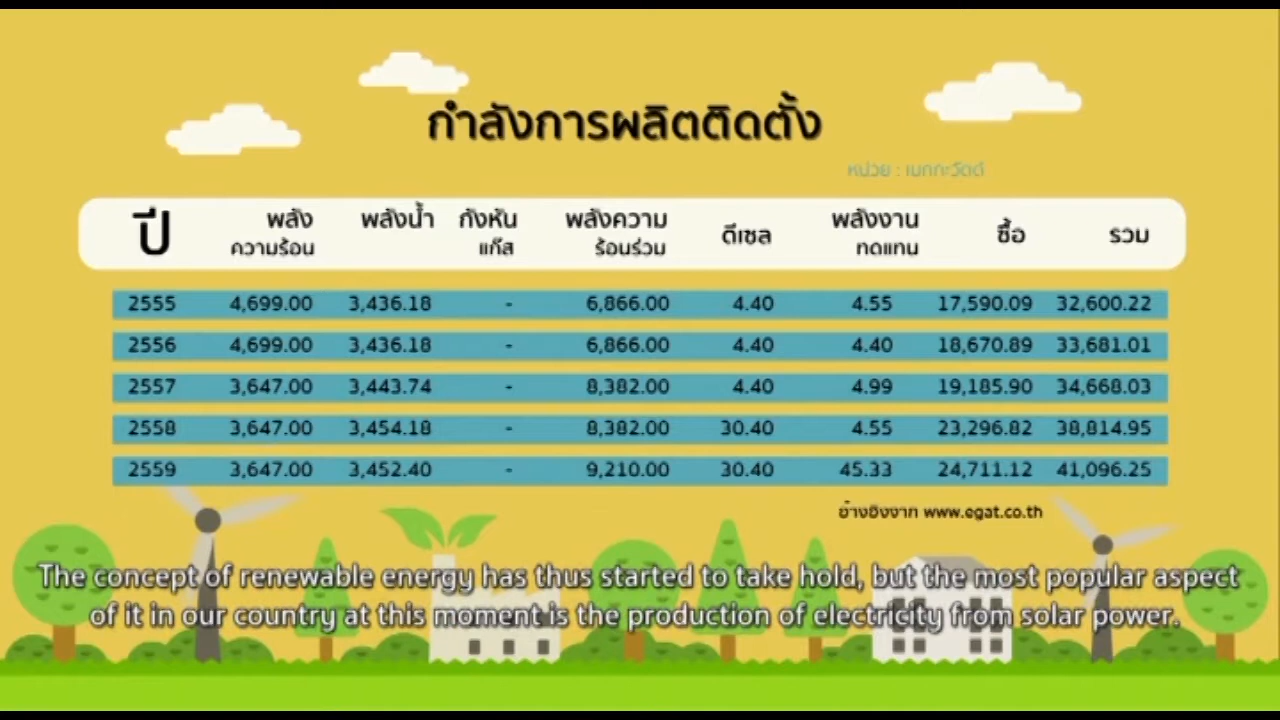 กำลังการผลิตติดตั้ง
หน่วย : เมกกะวัตต์
ปี พลังความร้อน พลังน้ำ กังหันแก๊ส พลังความร้อนร่วม ดีเซล พลังงานทดแทน ซื้อ รวม
2555 4,699.00 3,436.18 - 6,866.00 4.40 4.55 17,590.09 32,600.22
2556 4,699.00 3,436.18 - 6,866.00 4.40 4.40 18,670.89 33,681.01
2557 3,647.00 3,443.74 - 8,382.00 4.40 4.99 19,185.90 34,668.03
2558 3,647.00 3,454.18 - 8,382.00 30.40 4.55 23,296.82 38,814.95
2559 3,647.00 3,452.40 - 9,210.00 30.40 45.33 24,711.12 41,096.25
อ้างอิงจาก www.egat.co.th
The concept of renewable energy has thus started to take hold, but the most popular aspect
of it in our country at this moment is the production of electricity from solar power.